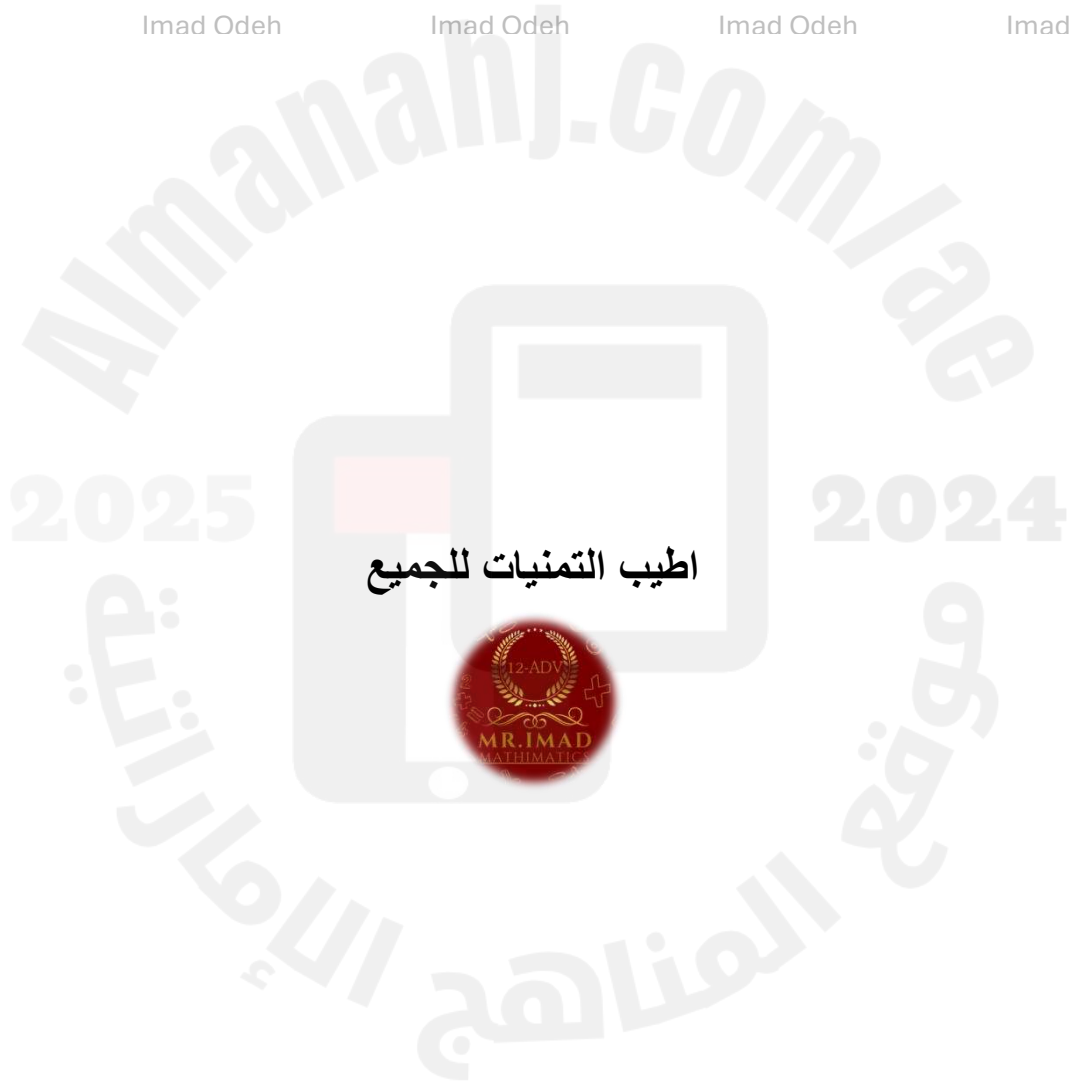 Imad Odeh Imad Odeh Imad Odeh Imad
Almanahj.com/ae
2025 2024
اطيب التمنيات للجميع
12-ADV
MR.IMAD
MATHIMATICS
موقع المناهج الإماراتية